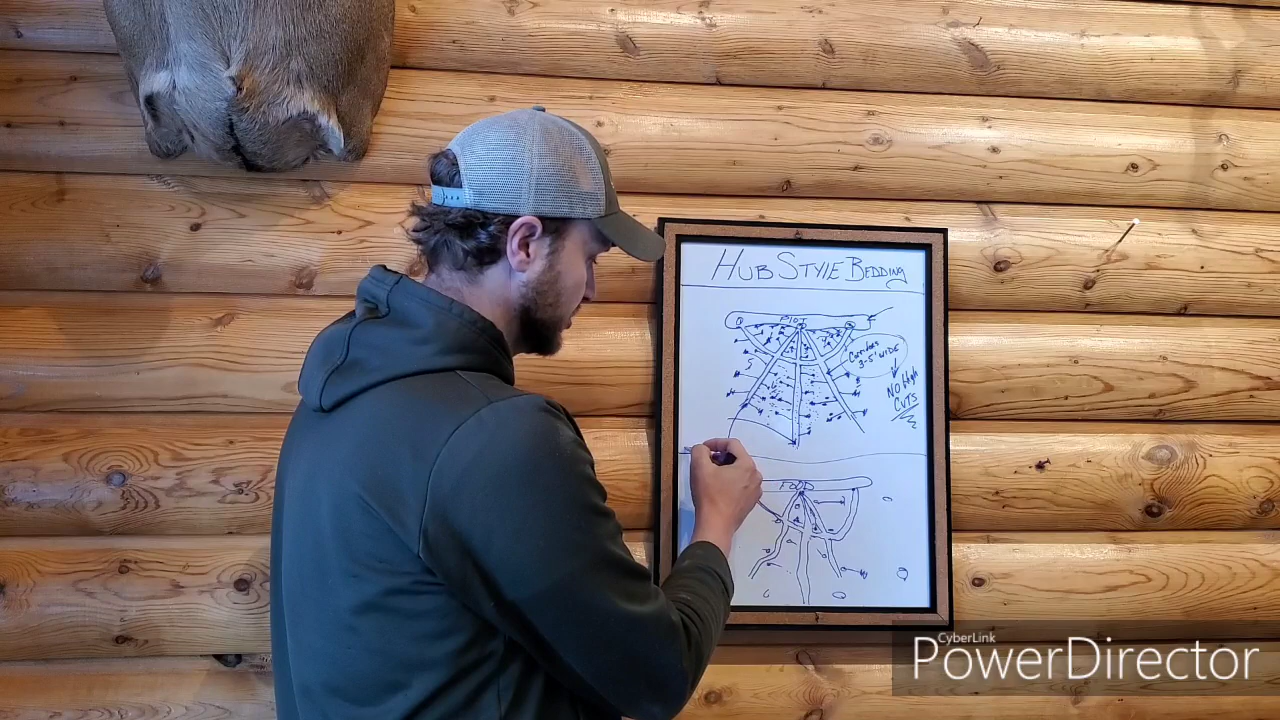 HUB STYLE BEDDING
PLOT
Corridors
3-5' WIDE
NO High
CUTS
FOOD
CyberLink
PowerDirector